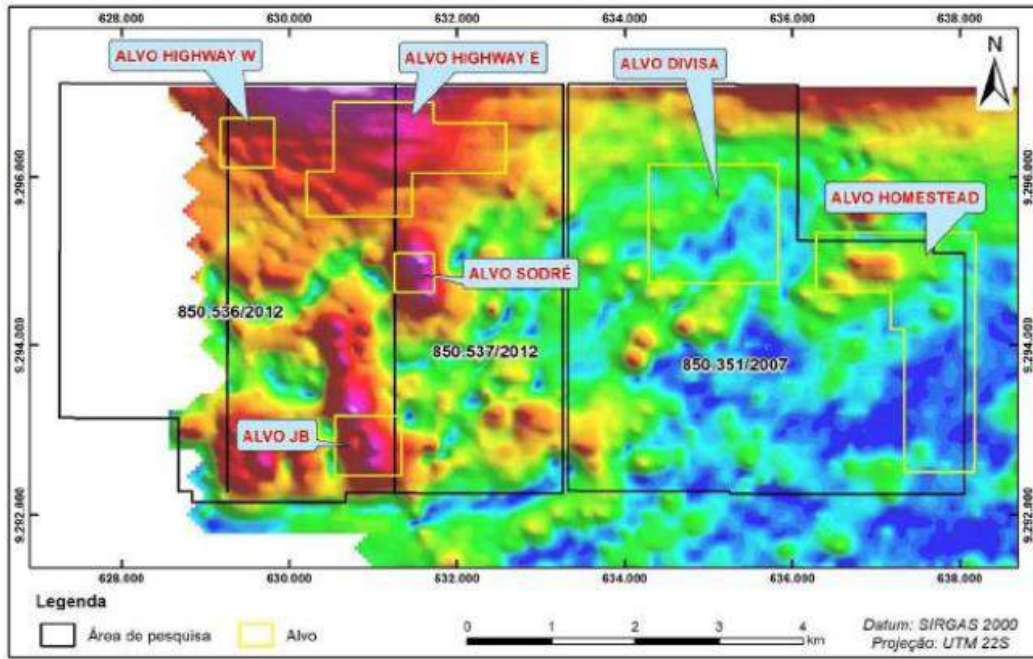 628.000 630.000 632.000 634.000 636.000 638.000
N
ALVO HIGHWAY W
ALVO HIGHWAY E
ALVO DIVISA
9.296.000
9.296.000
ALVO HOMESTEAD
ALVO SODRÉ
850.536/2012
850.537/2012
850.351/2007
9.294.000
9.294.000
ALVO JB
9.292.000
9.292.000
628.000 630.000 632.000 634.000 636.000 638.000
Legenda
Área de pesquisa
Alvo
0 1 2 3 4
km
Datum: SIRGAS 2000
Projeção: UTM 22S